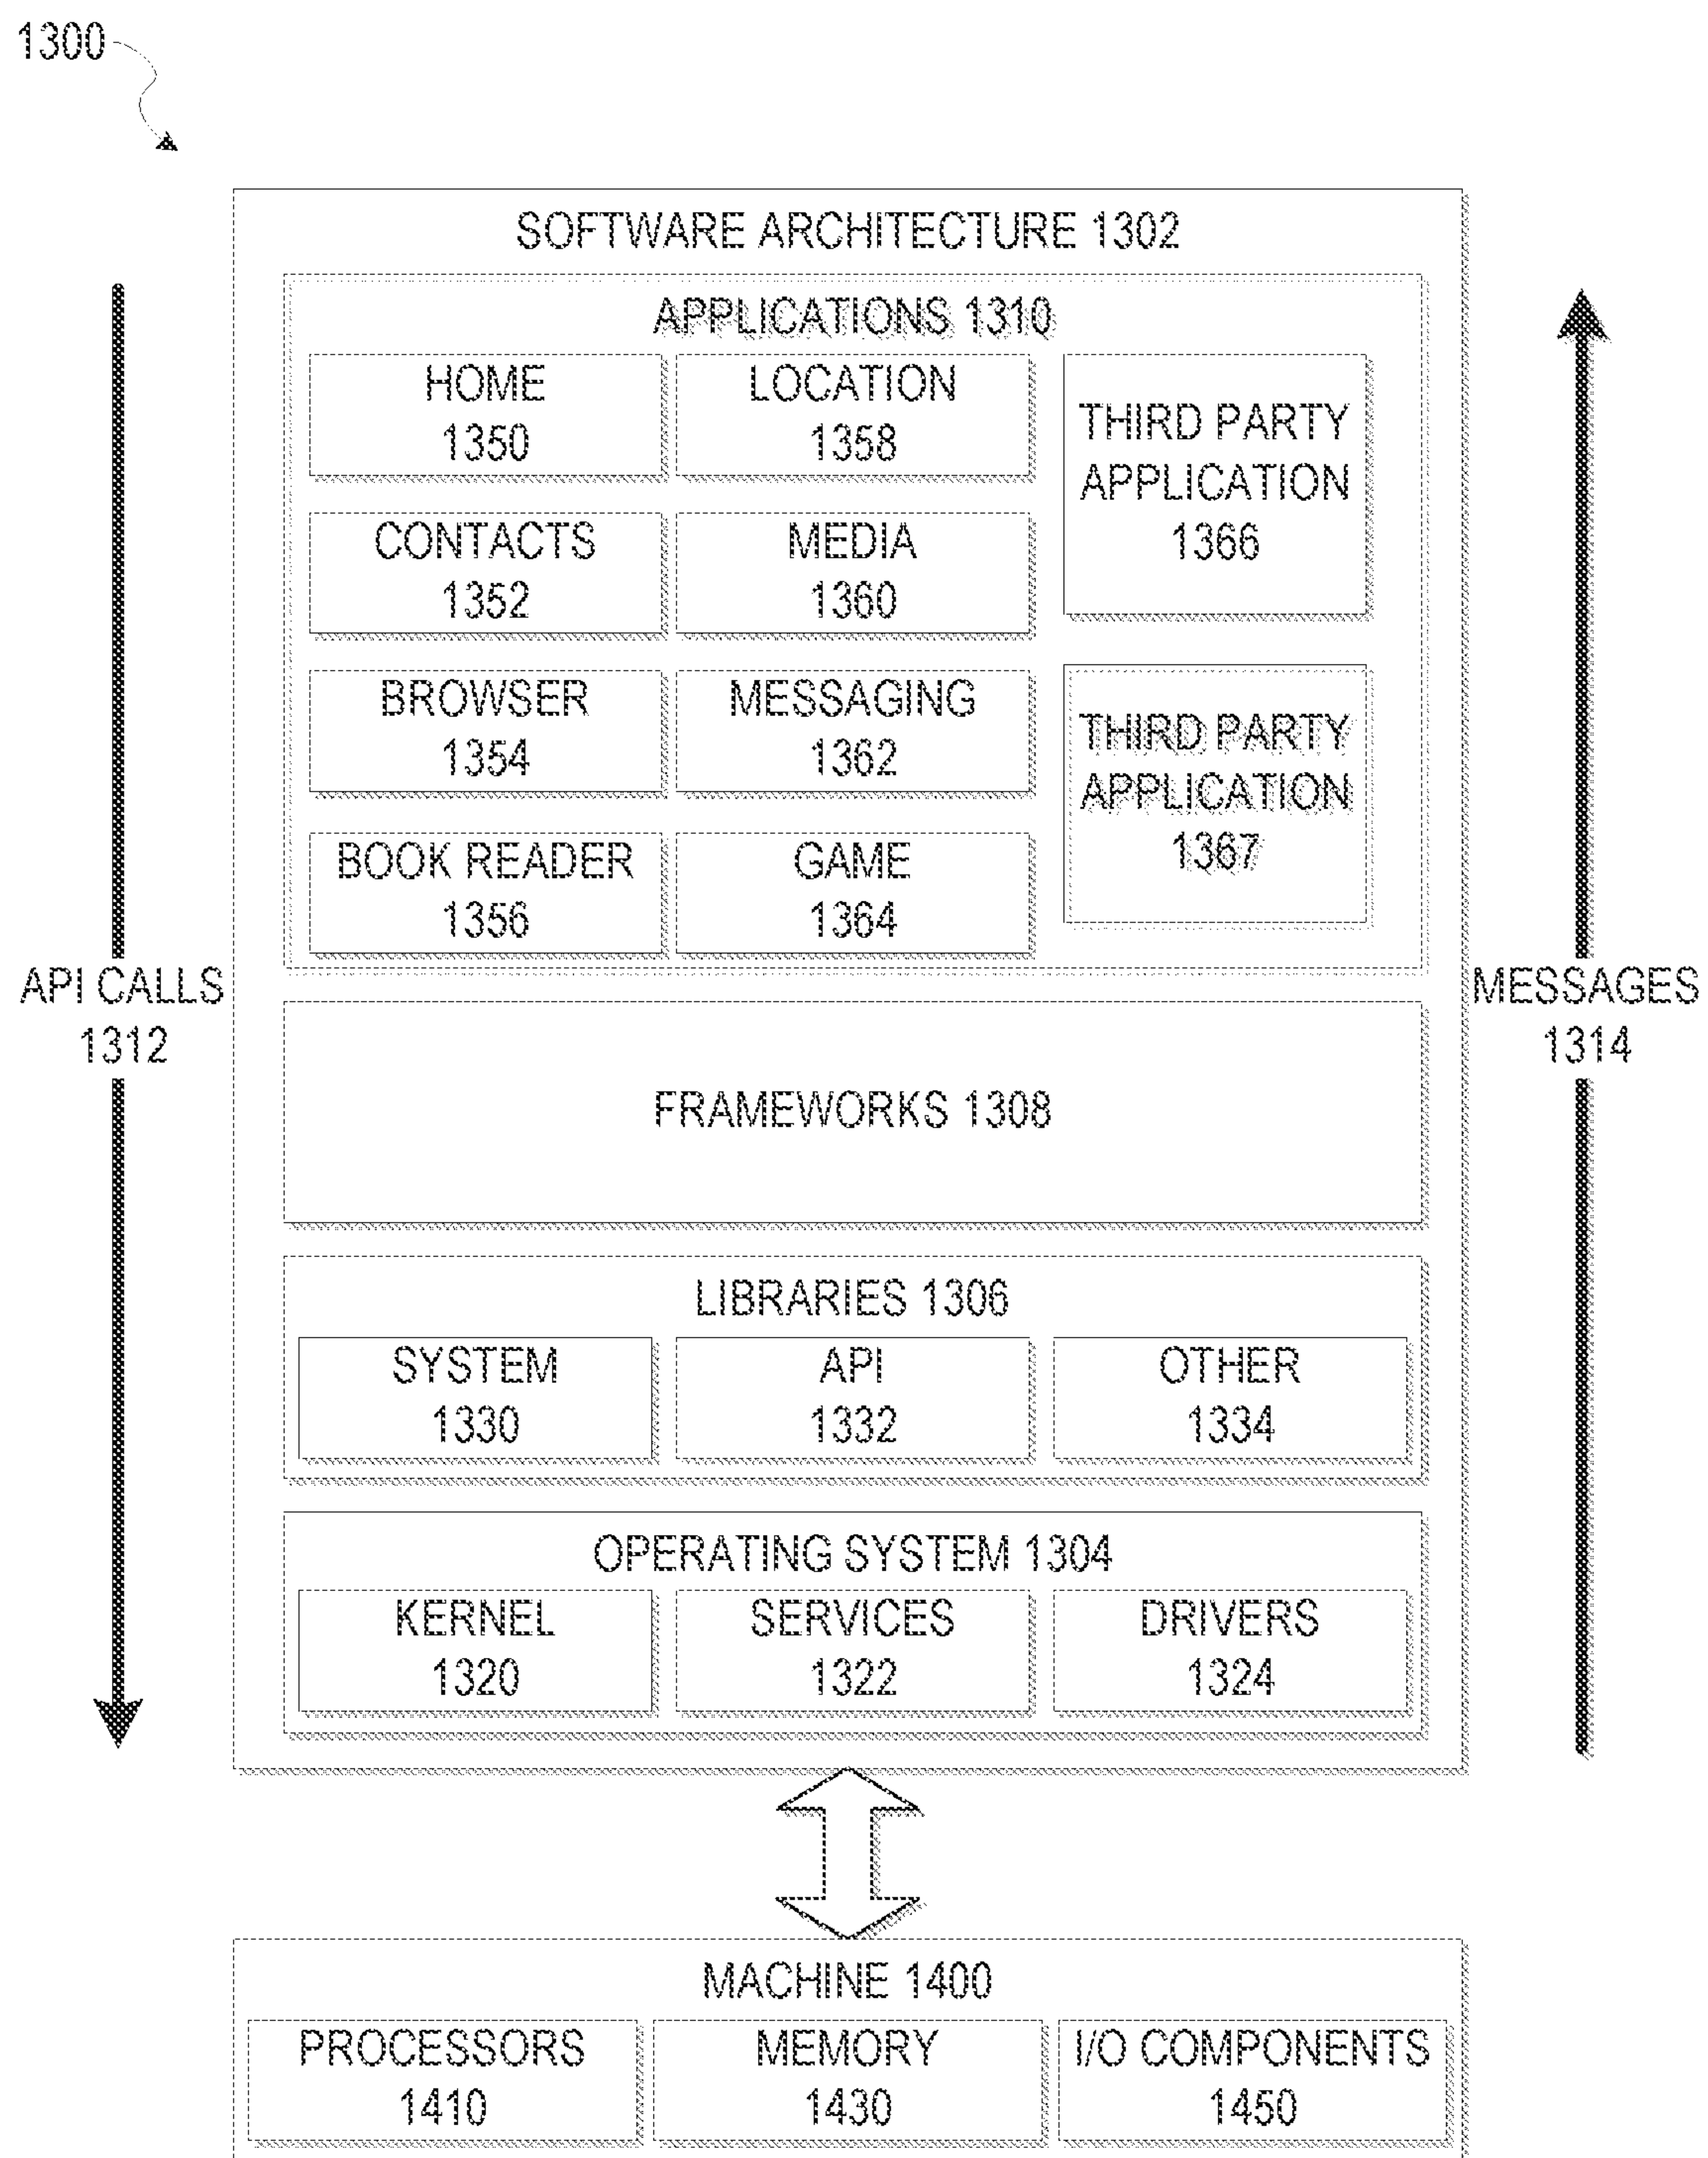 1300
SOFTWARE ARCHITECTURE 1302
APPLICATIONS 1310
HOME
1350
LOCATION
1358
THIRD PARTY
APPLICATION
1366
CONTACTS
1352
MEDIA
1360
BROWSER
1354
MESSAGING
1362
THIRD PARTY
APPLICATION
1367
BOOK READER
1356
GAME
1364
API CALLS
1312
MESSAGES
1314
FRAMEWORKS 1308
LIBRARIES 1306
SYSTEM
1330
API
1332
OTHER
1334
OPERATING SYSTEM 1304
KERNEL
1320
SERVICES
1322
DRIVERS
1324
MACHINE 1400
PROCESSORS
1410
MEMORY
1430
I/O COMPONENTS
1450